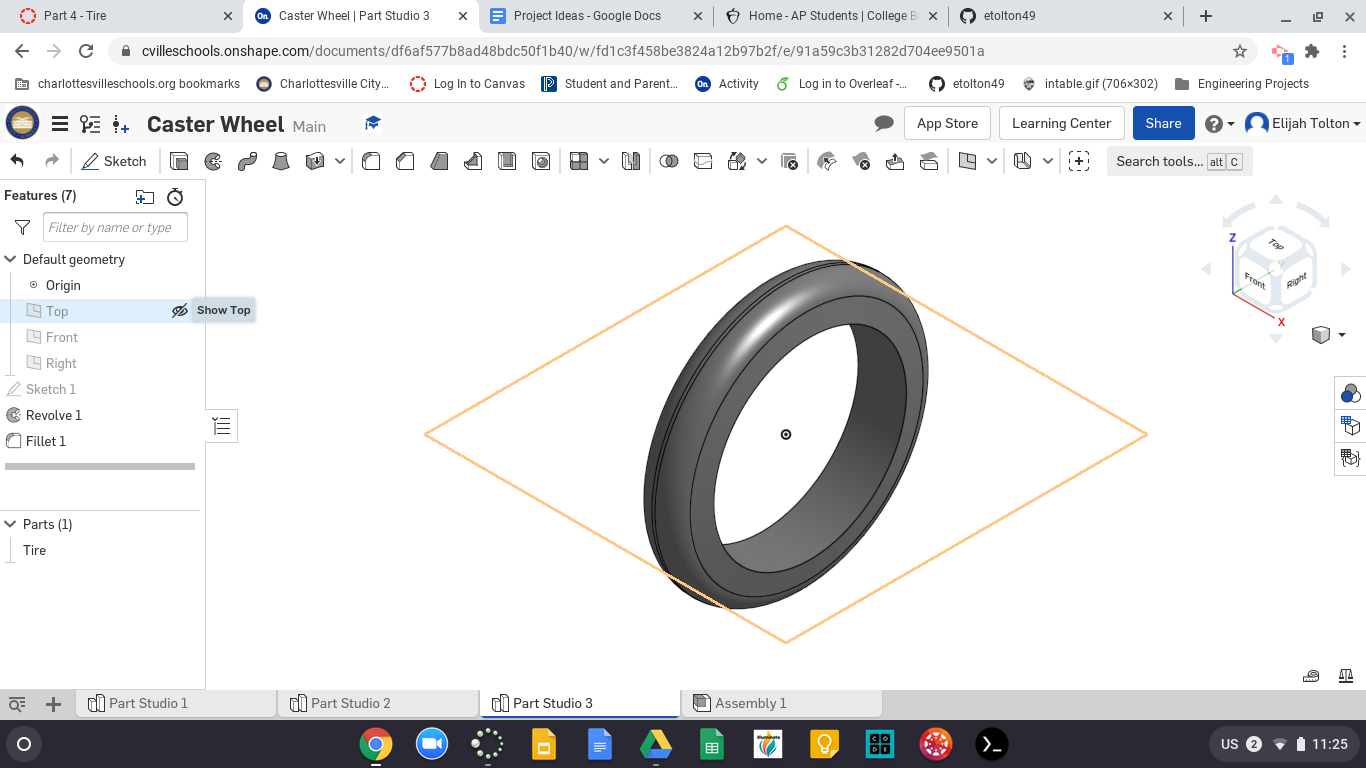 Part 4 - Tire
Caster Wheel | Part Studio 3
Project Ideas - Google Docs
Home - AP Students | College B
etolton49
cvilleschools.onshape.com/documents/df6af577b8ad48bdc50f1b40/w/fd1c3f458be3824a12b97b2f/e/91a59c3b31282d704ee9501a
1
charlottesvilleschools.org bookmarks
Charlottesville City...
Log In to Canvas
Student and Parent...
On Activity
Log in to Overleaf -...
etolton49
intable.gif (706×302)
Engineering Projects
Caster Wheel Main
App Store
Learning Center
Share
Elijah Tolton
Sketch
Search tools... alt C
Features (7)
Filter by name or type
Default geometry
Origin
Top
Show Top
Front
Right
Sketch 1
Revolve 1
Fillet 1
Parts (1)
Tire
Z
Top
Front
Right
X
Part Studio 1
Part Studio 2
Part Studio 3
Assembly 1
US 2 11:25